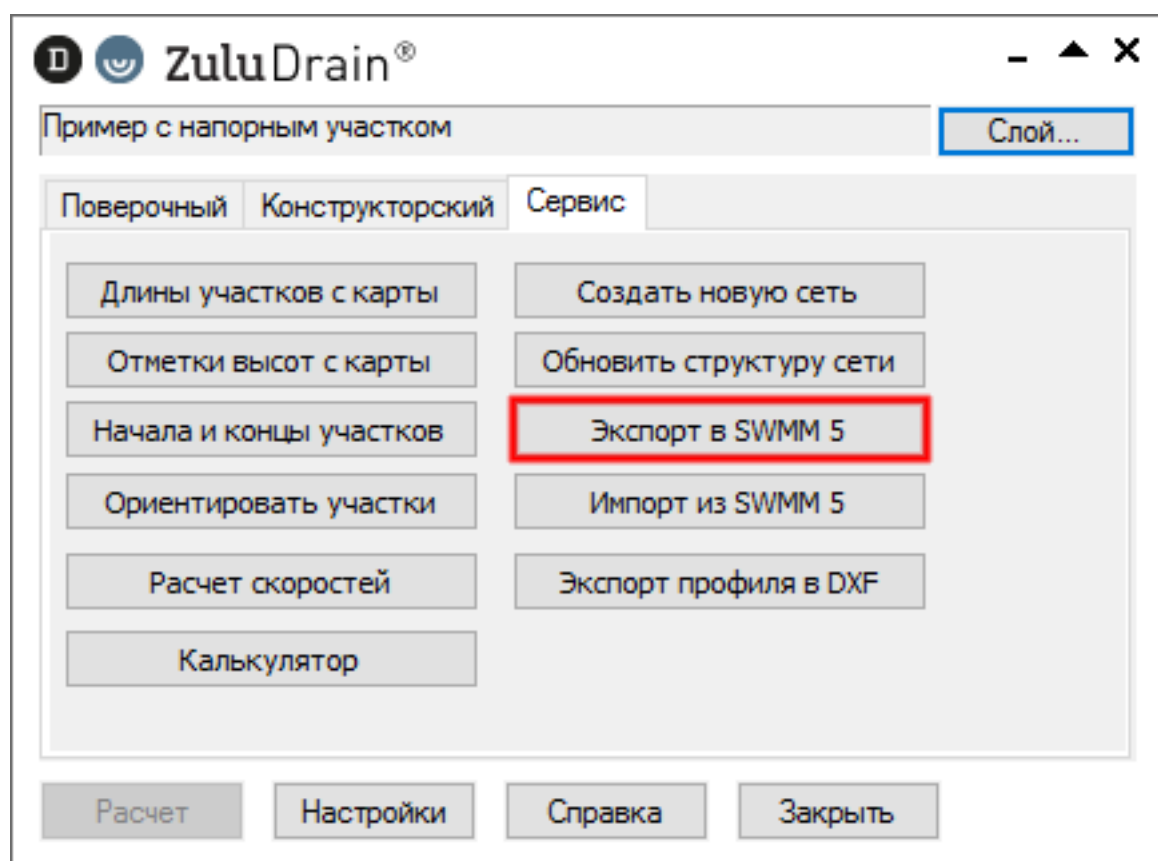 D ZuluDrain®
Пример с напорным участком Слой...
Поверочный Конструкторский Сервис
Длины участков с карты Создать новую сеть
Отметки высот с карты Обновить структуру сети
Начала и концы участков Экспорт в SWMM 5
Ориентировать участки Импорт из SWMM 5
Расчет скоростей Экспорт профиля в DXF
Калькулятор
Расчет Настройки Справка Закрыть